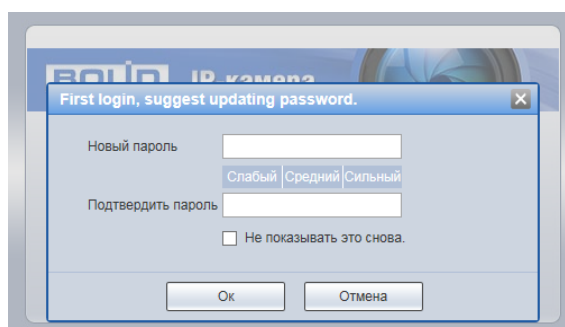 BOLID IP камера
First login, suggest updating password.
Новый пароль
Слабый Средний Сильный
Подтвердить пароль
Не показывать это снова.
Ок Отмена